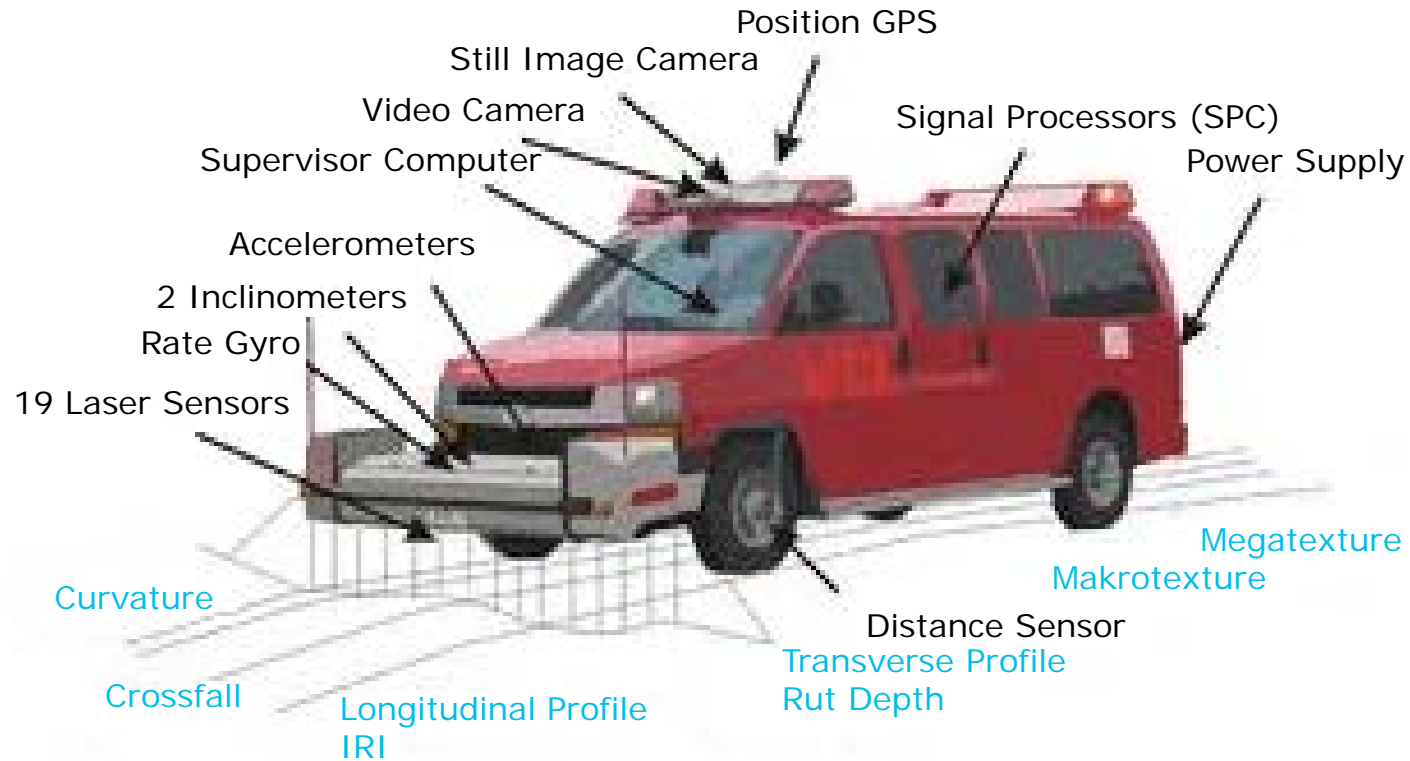 Position GPS
Still Image Camera
Video Camera
Signal Processors (SPC)
Supervisor Computer
Power Supply
Accelerometers
2 Inclinometers
Rate Gyro
19 Laser Sensors
Megatexture
Makrotexture
Curvature
Distance Sensor
Transverse Profile
Rut Depth
Crossfall
Longitudinal Profile
IRI